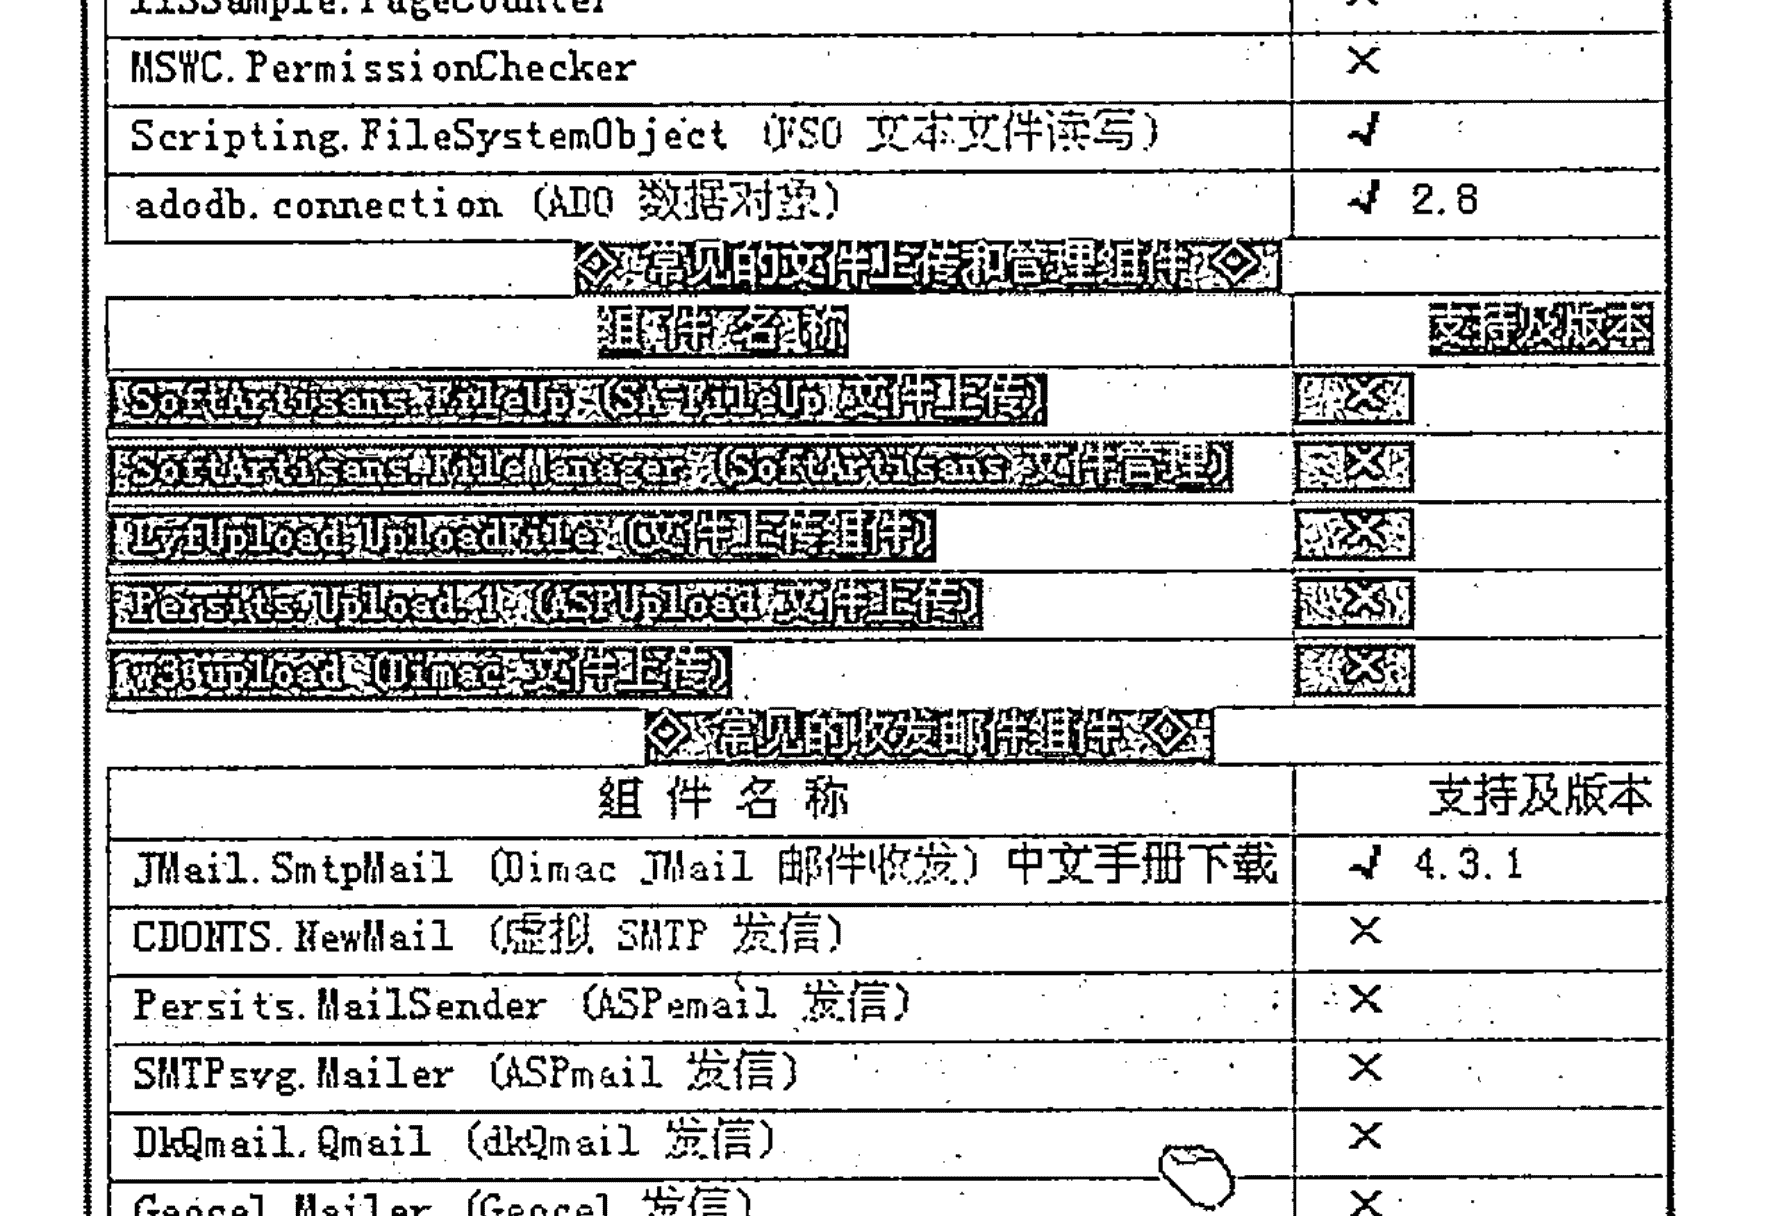 IISSample.PageCounter ×
MSWC.PermissionChecker ×
Scripting.FileSystemObject (FSO 文本文件读写) √
adodb.connection (ADO 数据对象) √ 2.8
◇ 常见的文件上传和管理组件 ◇
组 件 名 称 支持及版本
SoftArtisans.FileUp (SA-FileUp 文件上传) ×
SoftArtisans.FileManager (SoftArtisans 文件管理) ×
LyfUpload.UploadFile (文件上传组件) ×
Persits.Upload.1 (ASPUpload 文件上传) ×
w3.upload (Dimac 文件上传) ×
◇ 常见的收发邮件组件 ◇
组 件 名 称 支持及版本
JMail.SmtpMail (Dimac JMail 邮件收发) 中文手册下载 √ 4.3.1
CDONTS.NewMail (虚拟 SMTP 发信) ×
Persits.MailSender (ASPemail 发信) ×
SMTPsvg.Mailer (ASPmail 发信) ×
DkQmail.Qmail (dkQmail 发信) ×
Geocel.Mailer (Geocel 发信) ×